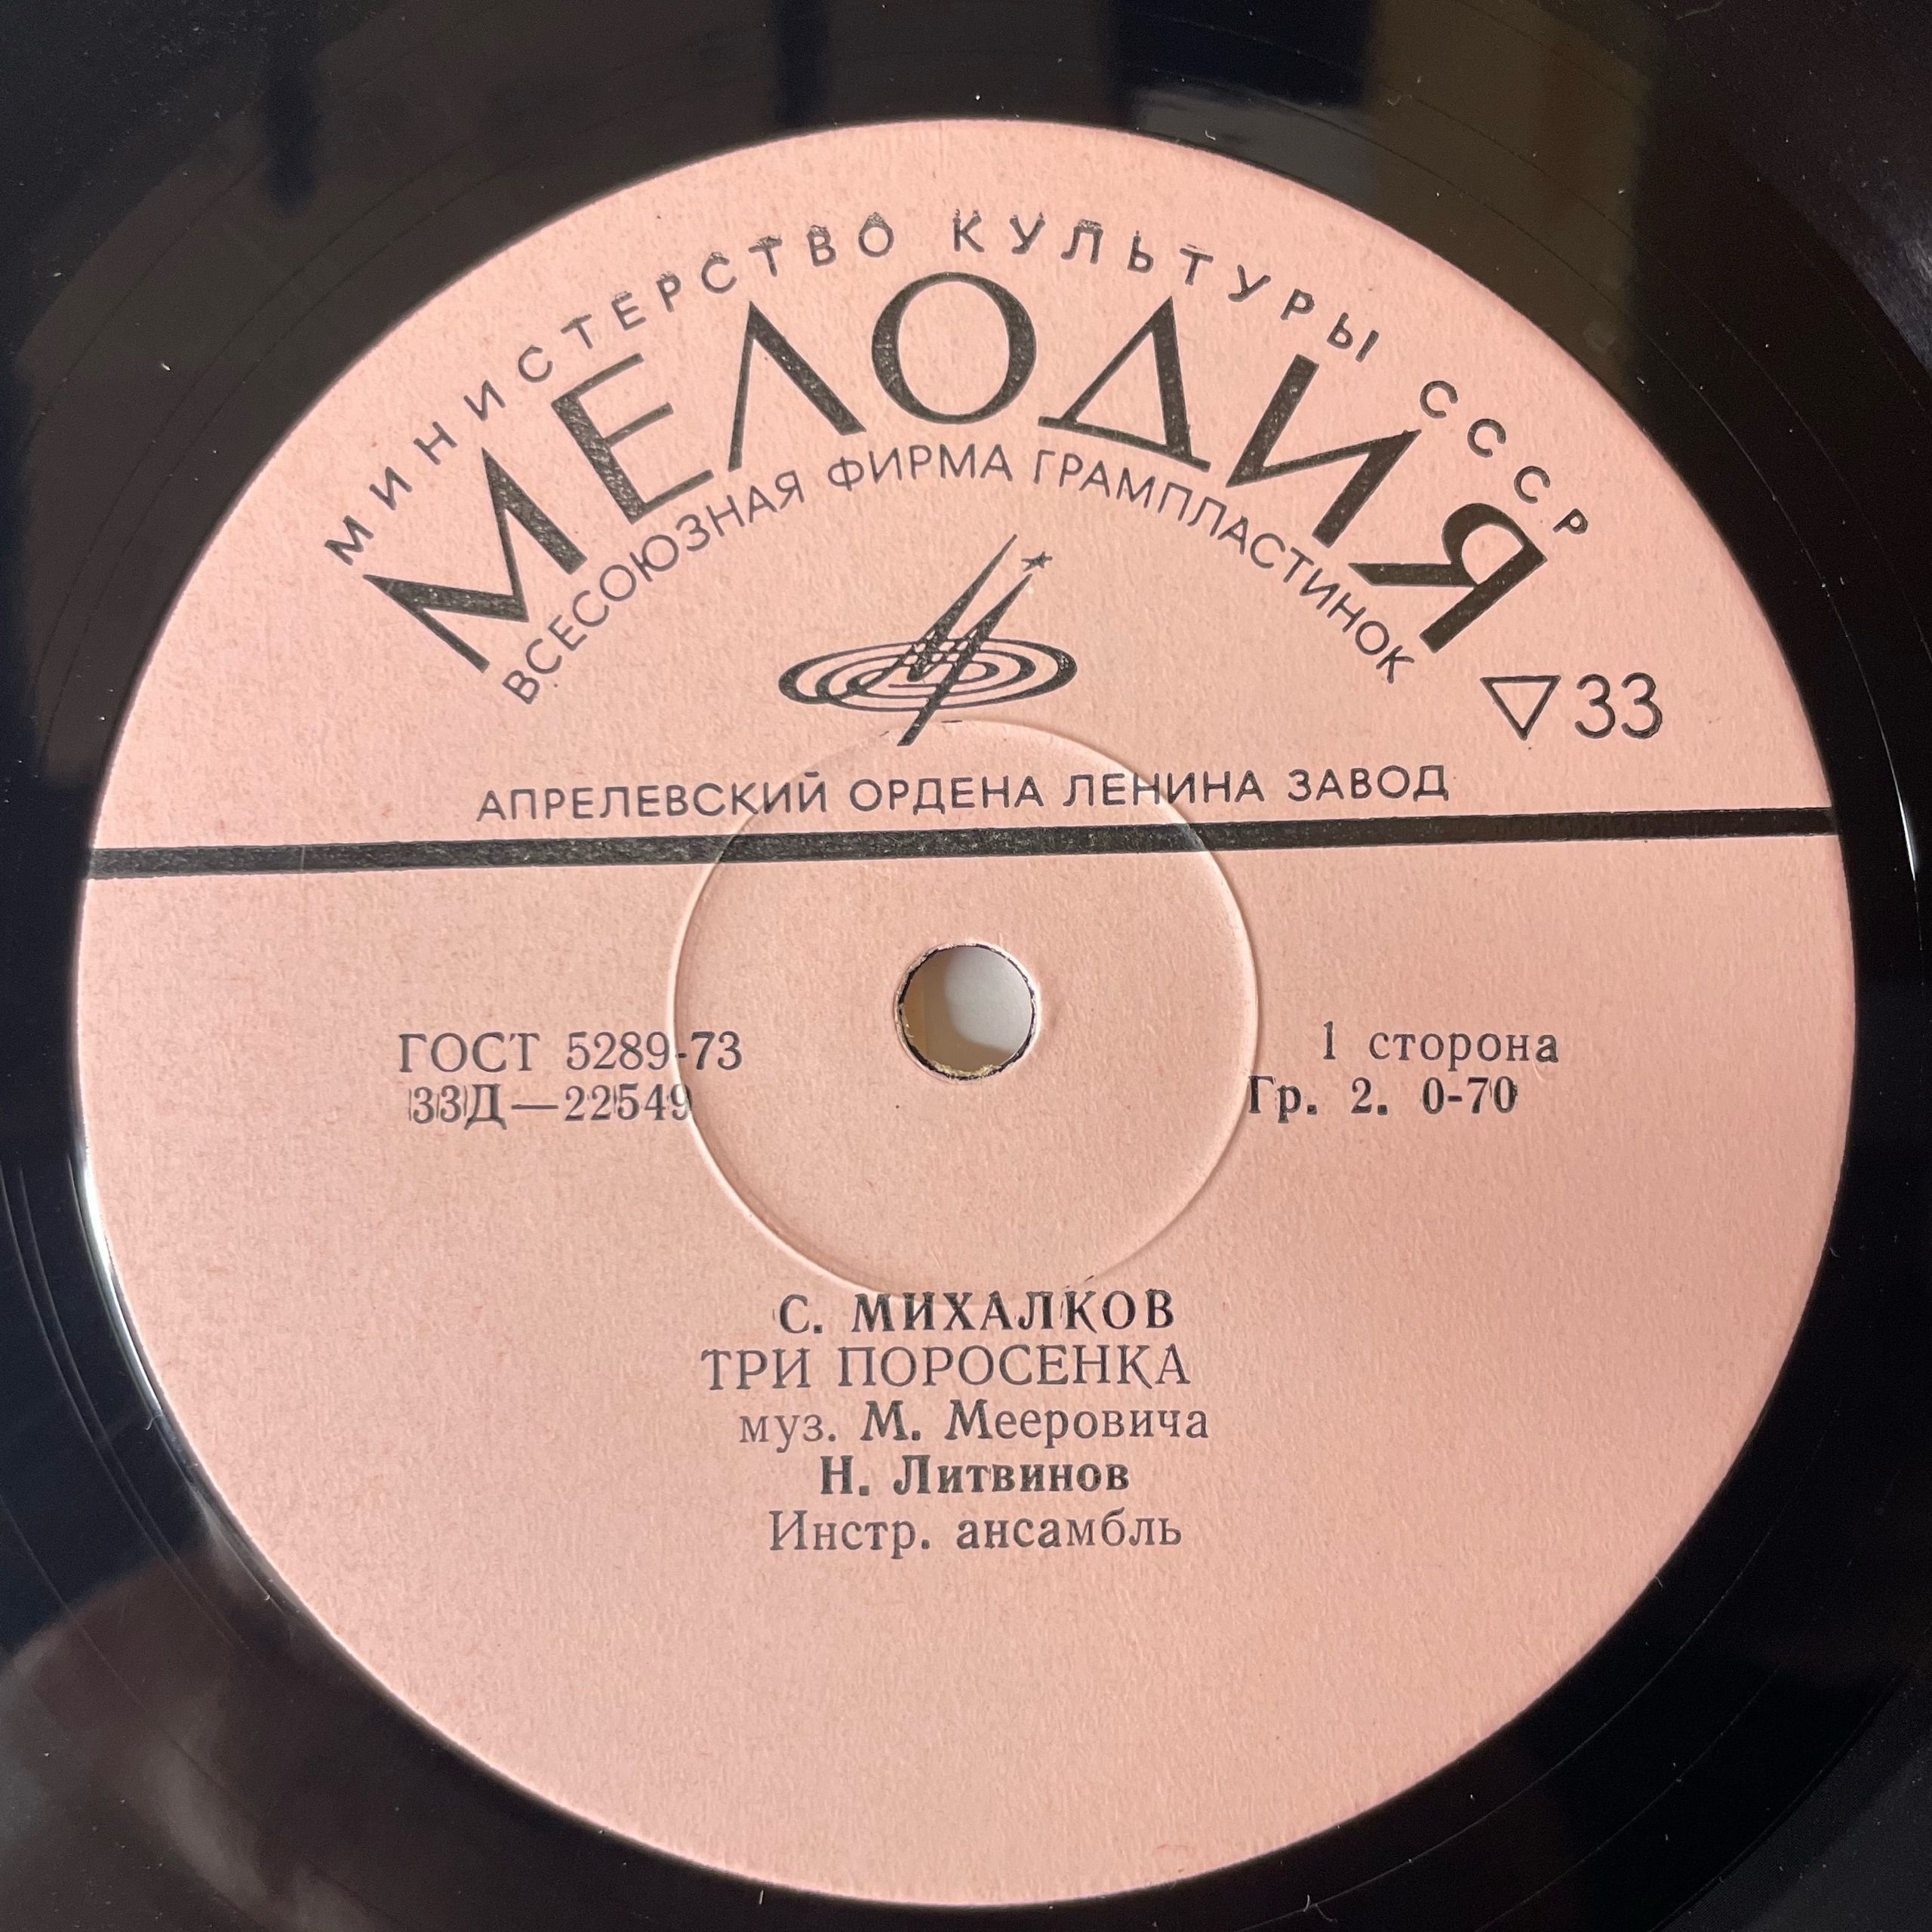 МИНИСТЕРСТВО КУЛЬТУРЫ СССР
МЕЛОДИЯ
ВСЕСОЮЗНАЯ ФИРМА ГРАМПЛАСТИНОК
▽33
АПРЕЛЕВСКИЙ ОРДЕНА ЛЕНИНА ЗАВОД
ГОСТ 5289-73
33Д—22549
1 сторона
Гр. 2. 0-70
С. МИХАЛКОВ
ТРИ ПОРОСЕНКА
муз. М. Мееровича
Н. Литвинов
Инстр. ансамбль